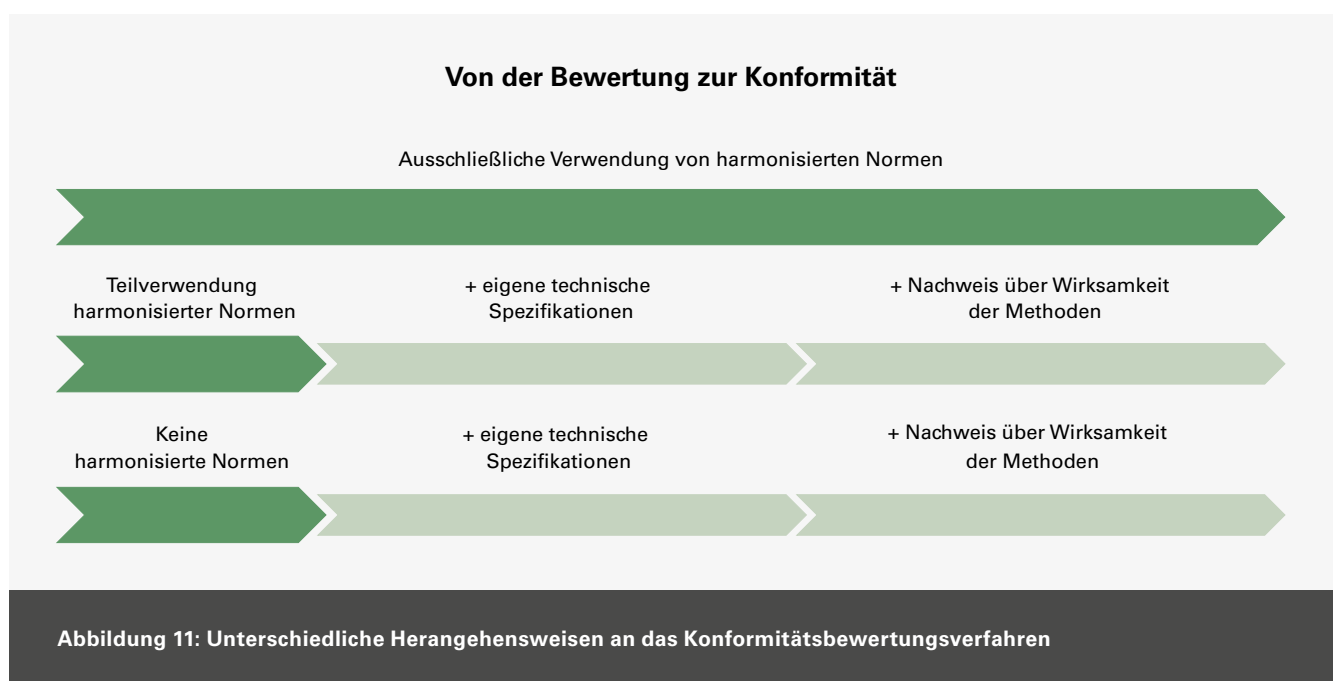 Von der Bewertung zur Konformität
Ausschließliche Verwendung von harmonisierten Normen
Teilverwendung
harmonisierter Normen
+ eigene technische
Spezifikationen
+ Nachweis über Wirksamkeit
der Methoden
Keine
harmonisierte Normen
+ eigene technische
Spezifikationen
+ Nachweis über Wirksamkeit
der Methoden
Abbildung 11: Unterschiedliche Herangehensweisen an das Konformitätsbewertungsverfahren